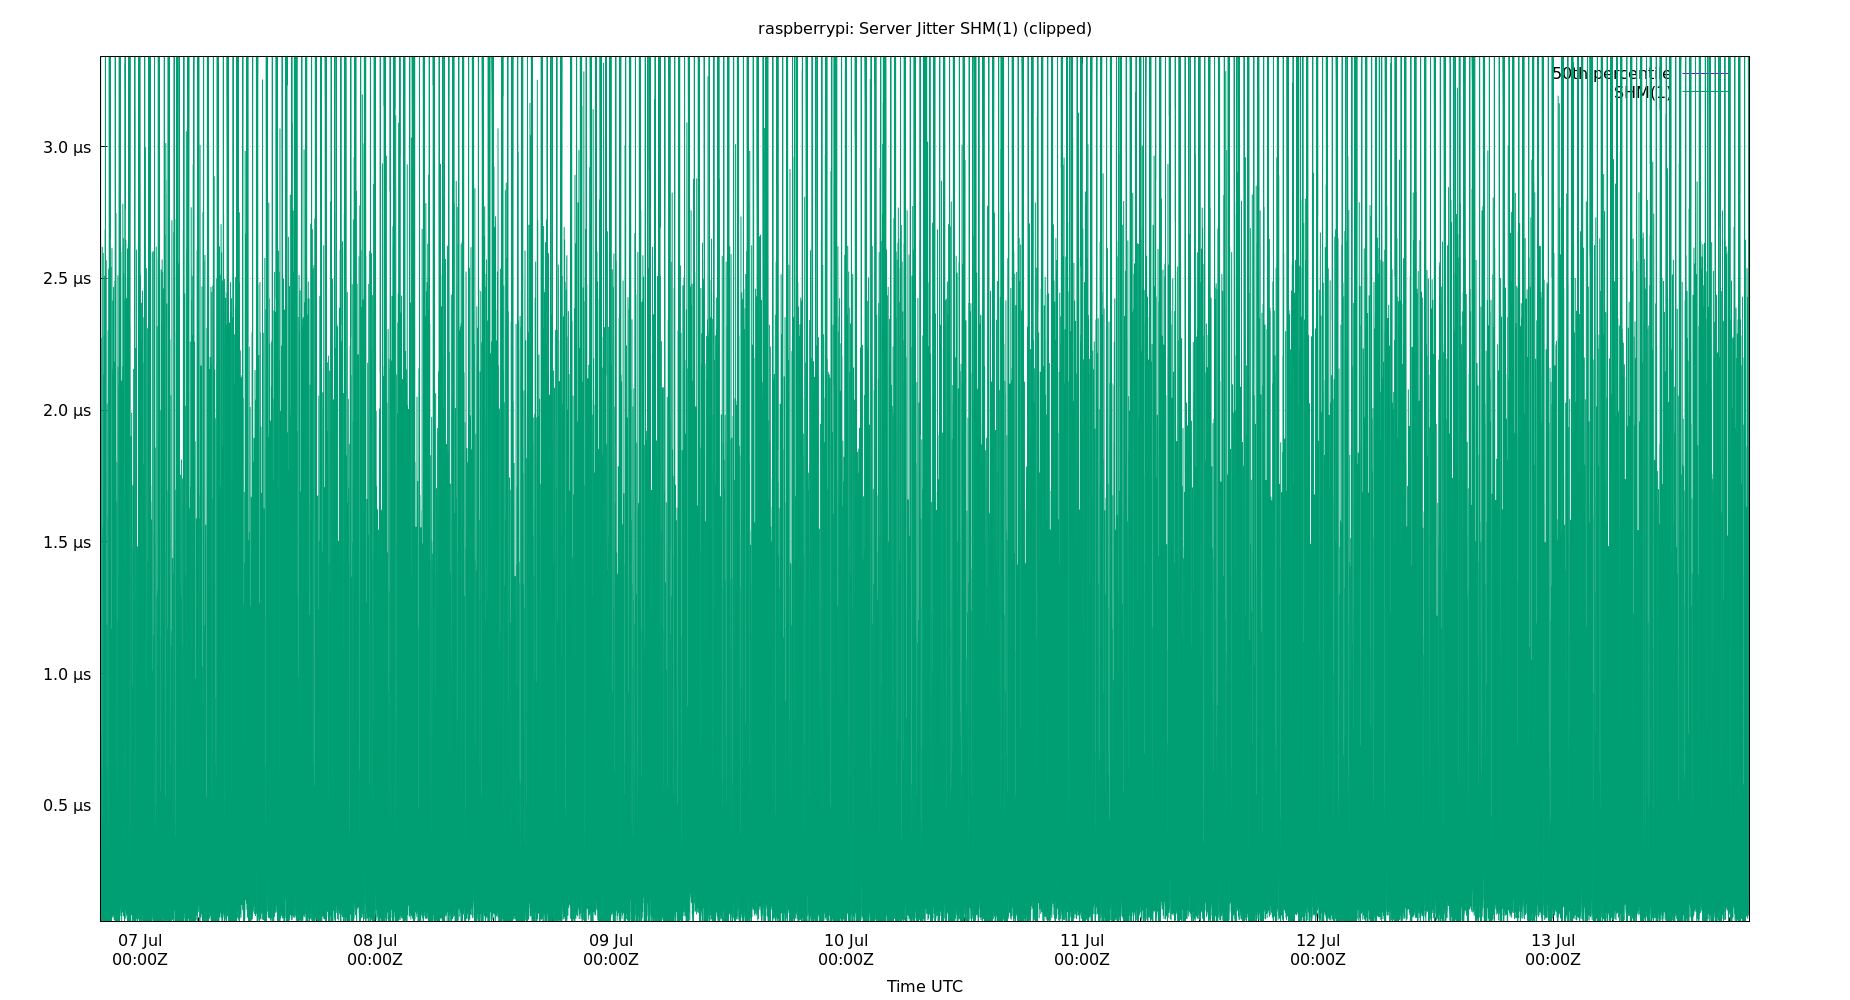 raspberrypi: Server Jitter SHM(1) (clipped)
50th percentile
SHM(1)
3.0 µs
2.5 µs
2.0 µs
1.5 µs
1.0 µs
0.5 µs
07 Jul 08 Jul 09 Jul 10 Jul 11 Jul 12 Jul 13 Jul
00:00Z 00:00Z 00:00Z 00:00Z 00:00Z 00:00Z 00:00Z
Time UTC